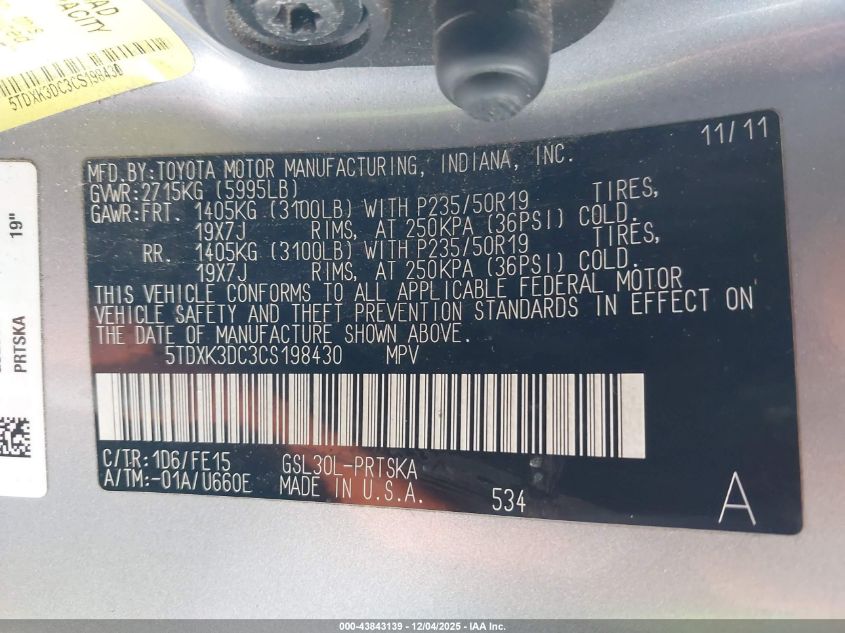 PACITY
5TDXK3DC3CS198430
19"
PRTSKA
11/11
MFD.BY:TOYOTA MOTOR MANUFACTURING, INDIANA, INC.
GVWR:2715KG (5995LB)
GAWR:FRT. 1405KG (3100LB) WITH P235/50R19 TIRES,
19X7J RIMS, AT 250KPA (36PSI) COLD.
RR. 1405KG (3100LB) WITH P235/50R19 TIRES,
19X7J RIMS, AT 250KPA (36PSI) COLD.
THIS VEHICLE CONFORMS TO ALL APPLICABLE FEDERAL MOTOR
VEHICLE SAFETY AND THEFT PREVENTION STANDARDS IN EFFECT ON
THE DATE OF MANUFACTURE SHOWN ABOVE.
5TDXK3DC3CS198430 MPV
C/TR:1D6/FE15 GSL30L-PRTSKA
A/TM:-01A/U660E MADE IN U.S.A. 534 A
000-43843139 - 12/04/2025 - IAA Inc.